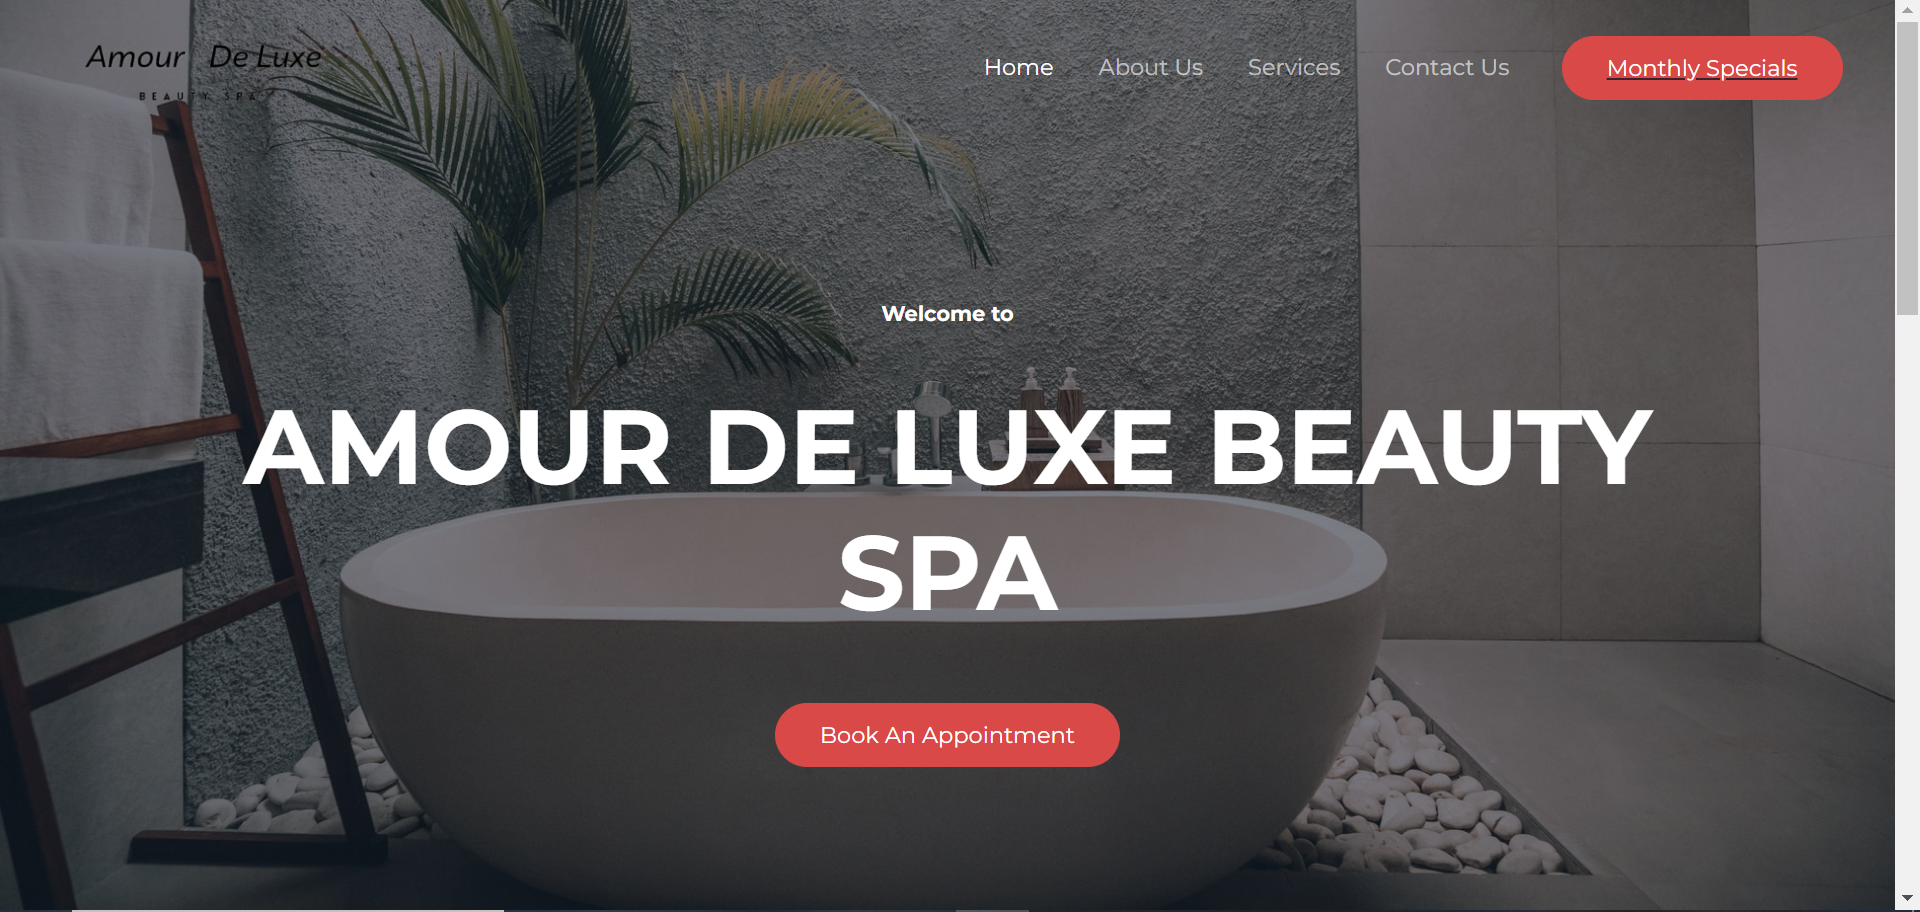 Amour De Luxe
BEAUTY SPA
Home
About Us
Services
Contact Us
Monthly Specials
Welcome to
AMOUR DE LUXE BEAUTY
SPA
Book An Appointment